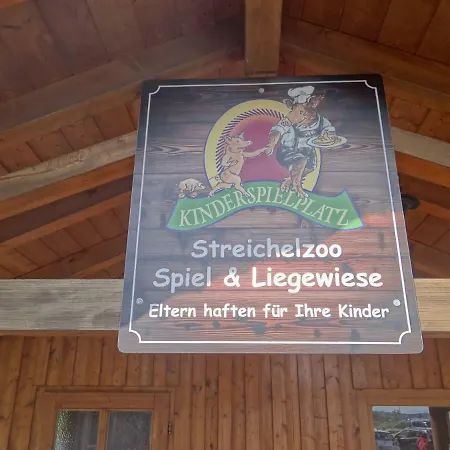 KINDERSPIELPLATZ
Streichelzoo
Spiel & Liegewiese
Eltern haften für Ihre Kinder